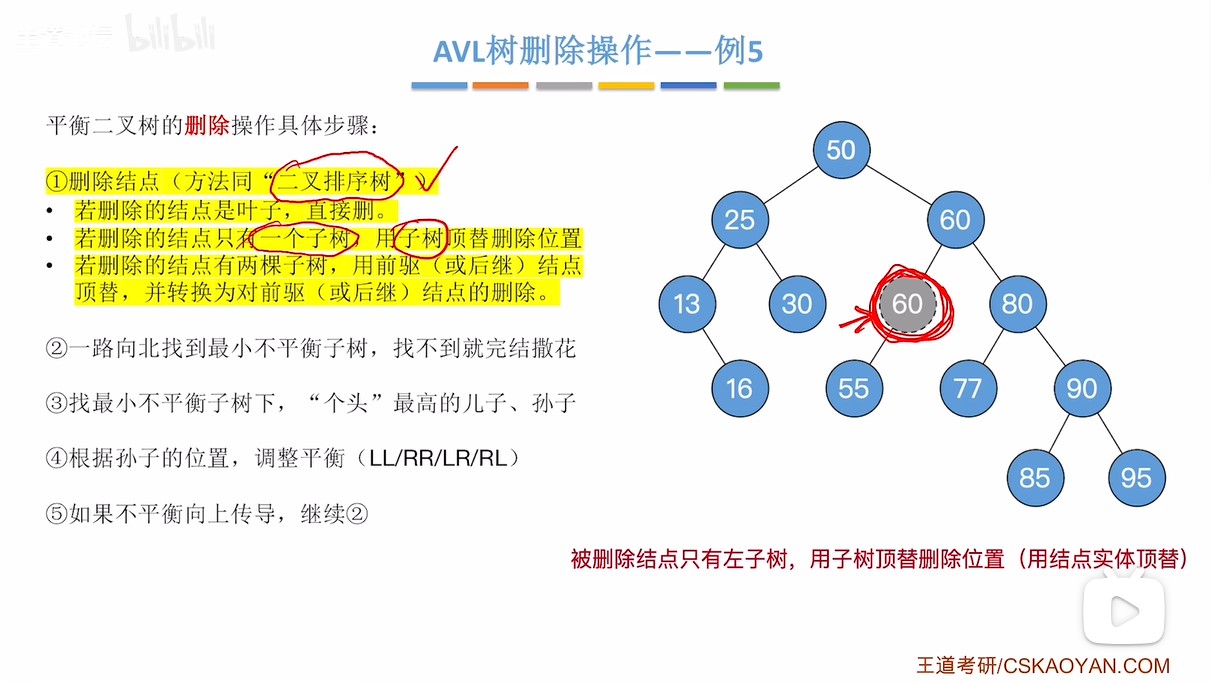 bilibili
AVL树删除操作——例5
平衡二叉树的删除操作具体步骤：
①删除结点（方法同“二叉排序树”）
• 若删除的结点是叶子，直接删。
• 若删除的结点只有一个子树，用子树顶替删除位置
• 若删除的结点有两棵子树，用前驱（或后继）结点
顶替，并转换为对前驱（或后继）结点的删除。
②一路向北找到最小不平衡子树，找不到就完结撒花
③找最小不平衡子树下，“个头”最高的儿子、孙子
④根据孙子的位置，调整平衡（LL/RR/LR/RL）
⑤如果不平衡向上传导，继续②
50
25 60
13 30 60 80
16 55 77 90
85 95
被删除结点只有左子树，用子树顶替删除位置（用结点实体顶替）
王道考研/CSKAOYAN.COM